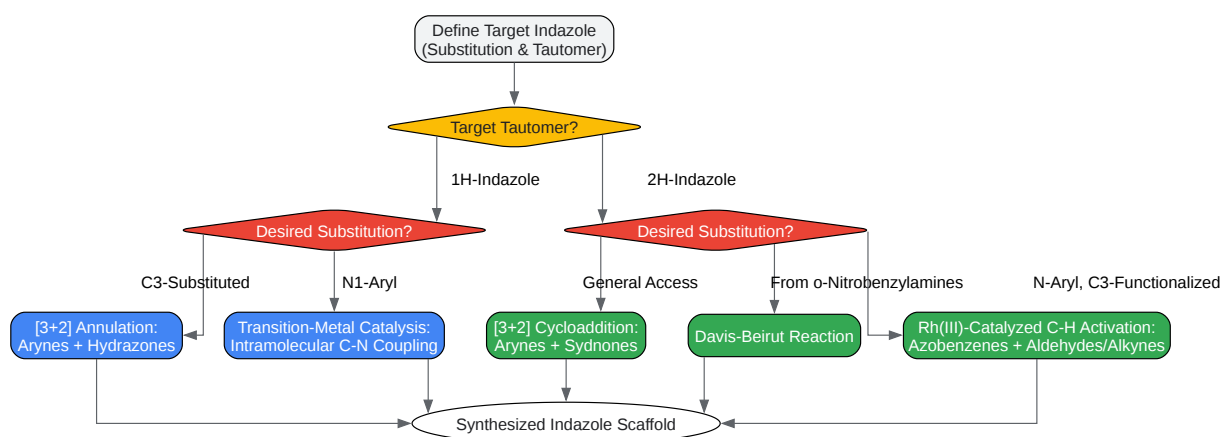 Define Target Indazole
(Substitution & Tautomer)
Target Tautomer?
1H-Indazole
2H-Indazole
Desired Substitution?
Desired Substitution?
C3-Substituted
N1-Aryl
General Access
From o-Nitrobenzylamines
N-Aryl, C3-Functionalized
[3+2] Annulation:
Arynes + Hydrazones
Transition-Metal Catalysis:
Intramolecular C-N Coupling
[3+2] Cycloaddition:
Arynes + Sydnones
Davis-Beirut Reaction
Rh(III)-Catalyzed C-H Activation:
Azobenzenes + Aldehydes/Alkynes
Synthesized Indazole Scaffold